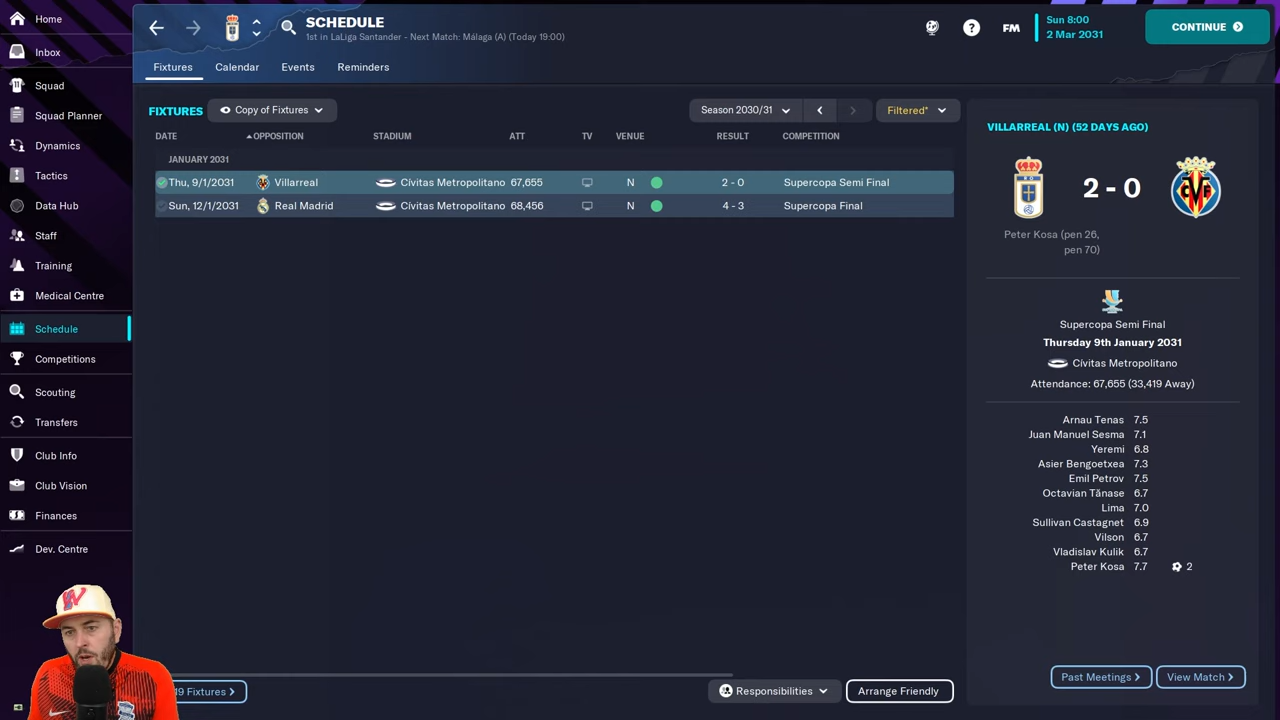 Home
Inbox
Squad
Squad Planner
Dynamics
Tactics
Data Hub
Staff
Training
Medical Centre
Schedule
Competitions
Scouting
Transfers
Club Info
Club Vision
Finances
Dev. Centre
SCHEDULE
1st in LaLiga Santander - Next Match: Málaga (A) (Today 19:00)
FM
Sun 8:00
2 Mar 2031
CONTINUE
Fixtures Calendar Events Reminders
FIXTURES Copy of Fixtures Season 2030/31 Filtered*
DATE OPPOSITION STADIUM ATT TV VENUE RESULT COMPETITION
JANUARY 2031
Thu, 9/1/2031 Villarreal Cívitas Metropolitano 67,655 N 2 - 0 Supercopa Semi Final
Sun, 12/1/2031 Real Madrid Cívitas Metropolitano 68,456 N 4 - 3 Supercopa Final
Fixtures
Responsibilities
Arrange Friendly
VILLARREAL (N) (52 DAYS AGO)
2 - 0
Peter Kosa (pen 26,
pen 70)
Supercopa Semi Final
Thursday 9th January 2031
Cívitas Metropolitano
Attendance: 67,655 (33,419 Away)
Arnau Tenas 7.5
Juan Manuel Sesma 7.1
Yeremi 6.8
Asier Bengoetxea 7.3
Emil Petrov 7.5
Octavian Tănase 6.7
Lima 7.0
Sullivan Castagnet 6.9
Vilson 6.7
Vladislav Kulik 6.7
Peter Kosa 7.7 2
Past Meetings
View Match